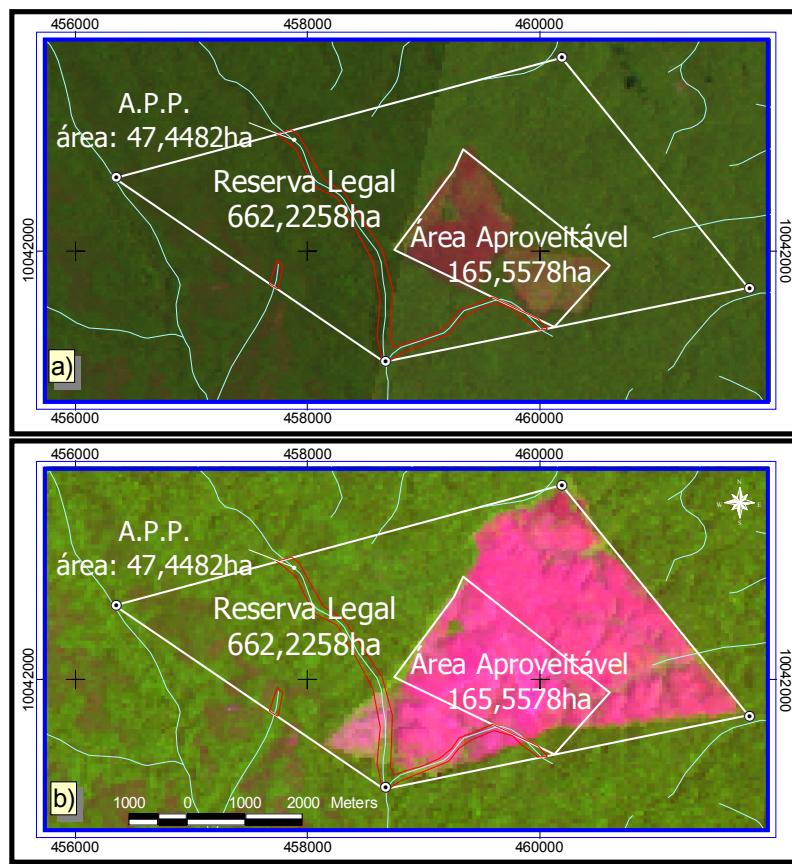 456000 458000 460000
A.P.P.
área: 47,4482ha
Reserva Legal
662,2258ha
Área Aproveitável
165,5578ha
10042000
10042000
a)
456000 458000 460000
456000 458000 460000
N
W E
S
A.P.P.
área: 47,4482ha
Reserva Legal
662,2258ha
Área Aproveitável
165,5578ha
10042000
10042000
1000 0 1000 2000 Meters
b)
456000 458000 460000